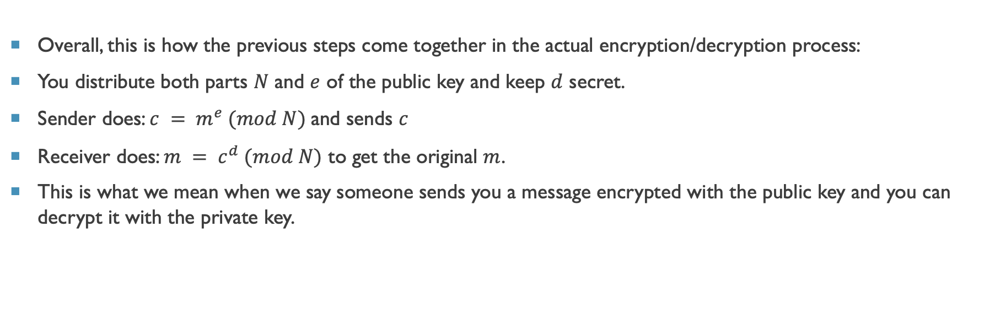 ▪ Overall, this is how the previous steps come together in the actual encryption/decryption process:
▪ You distribute both parts N and e of the public key and keep d secret.
▪ Sender does: c = m^e (mod N) and sends c
▪ Receiver does: m = c^d (mod N) to get the original m.
▪ This is what we mean when we say someone sends you a message encrypted with the public key and you can
decrypt it with the private key.